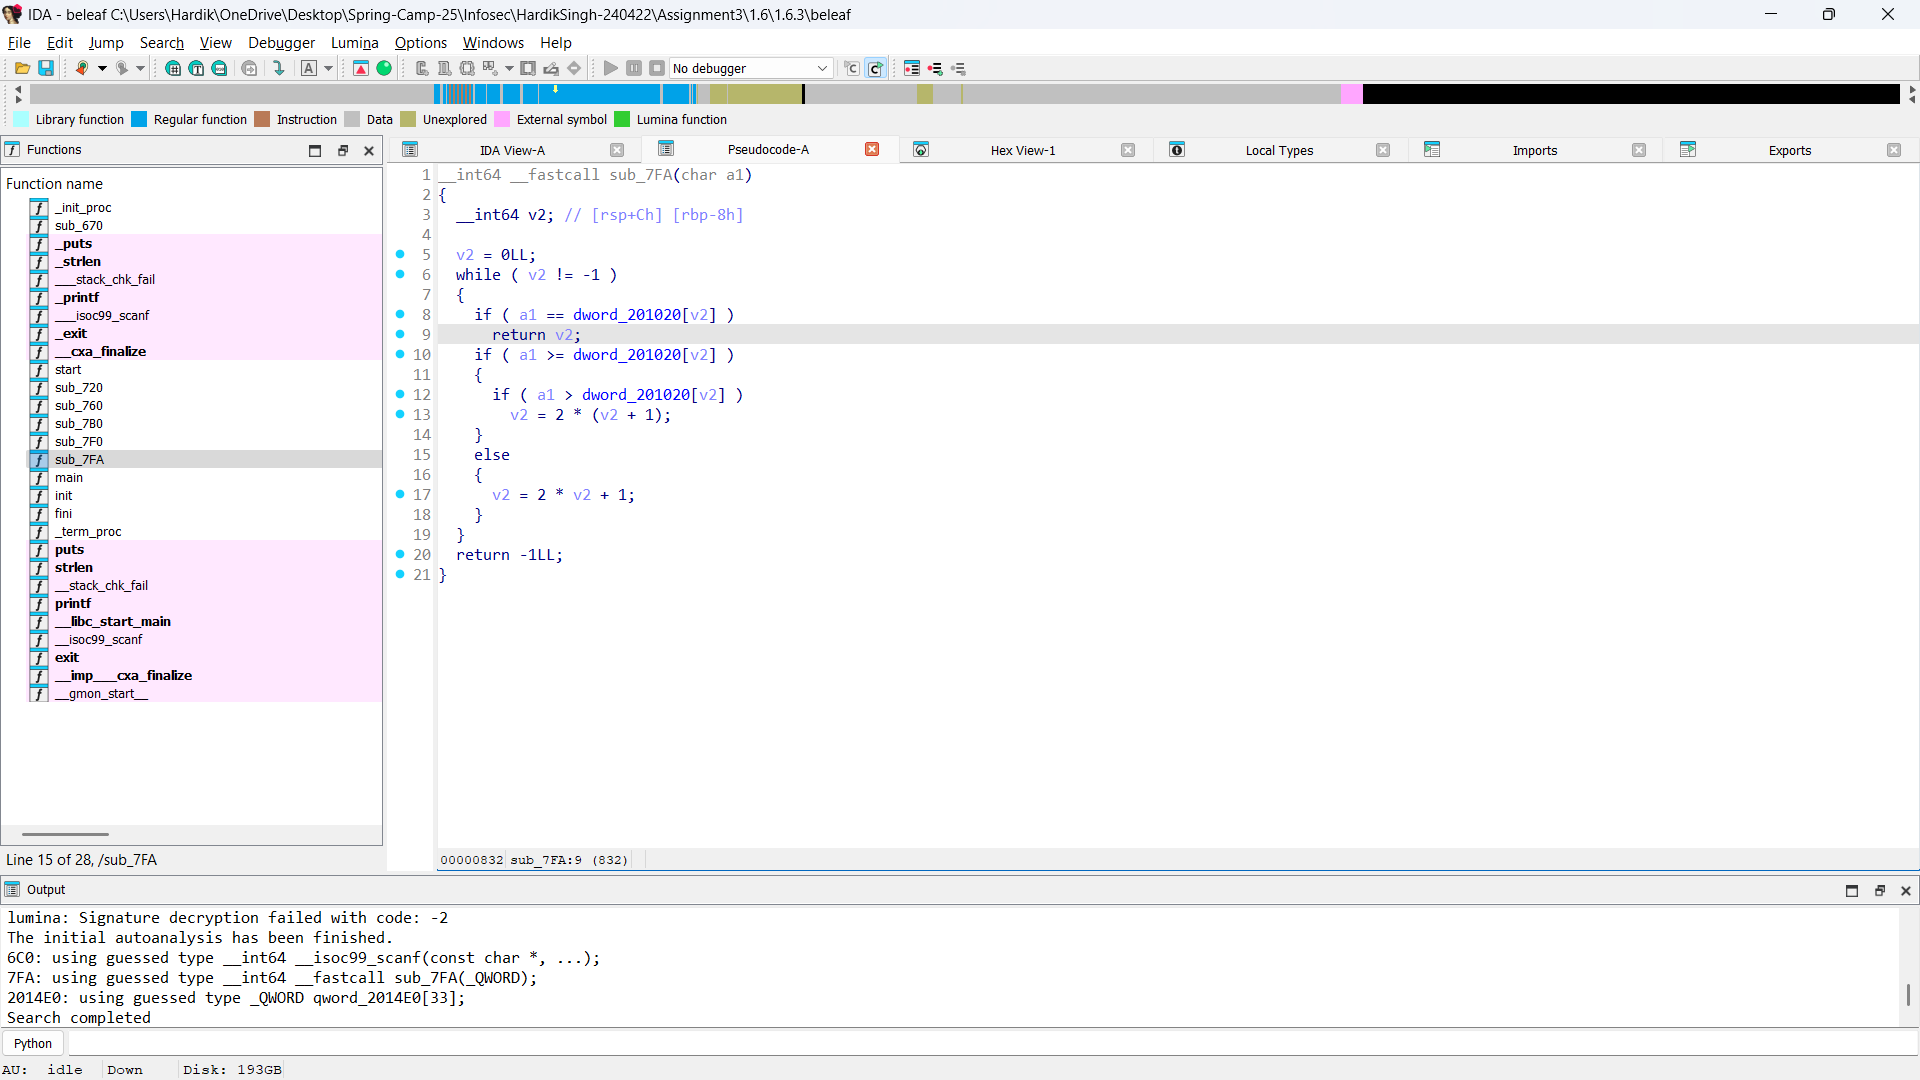 IDA - beleaf C:\Users\Hardik\OneDrive\Desktop\Spring-Camp-25\Infosec\HardikSingh-240422\Assignment3\1.6\1.6.3\beleaf
File Edit Jump Search View Debugger Lumina Options Windows Help
No debugger
Library function Regular function Instruction Data Unexplored External symbol Lumina function
Functions
Function name
_init_proc
sub_670
_puts
_strlen
___stack_chk_fail
_printf
___isoc99_scanf
_exit
__cxa_finalize
start
sub_720
sub_760
sub_7B0
sub_7F0
sub_7FA
main
init
fini
_term_proc
puts
strlen
__stack_chk_fail
printf
__libc_start_main
__isoc99_scanf
exit
__imp___cxa_finalize
__gmon_start__
Line 15 of 28, /sub_7FA
IDA View-A Pseudocode-A Hex View-1 Local Types Imports Exports
1 __int64 __fastcall sub_7FA(char a1)
2 {
3 __int64 v2; // [rsp+Ch] [rbp-8h]
4
5 v2 = 0LL;
6 while ( v2 != -1 )
7 {
8 if ( a1 == dword_201020[v2] )
9 return v2;
10 if ( a1 >= dword_201020[v2] )
11 {
12 if ( a1 > dword_201020[v2] )
13 v2 = 2 * (v2 + 1);
14 }
15 else
16 {
17 v2 = 2 * v2 + 1;
18 }
19 }
20 return -1LL;
21 }
00000832 sub_7FA:9 (832)
Output
lumina: Signature decryption failed with code: -2
The initial autoanalysis has been finished.
6C0: using guessed type __int64 __isoc99_scanf(const char *, ...);
7FA: using guessed type __int64 __fastcall sub_7FA(_QWORD);
2014E0: using guessed type _QWORD qword_2014E0[33];
Search completed
Python
AU: idle Down Disk: 193GB